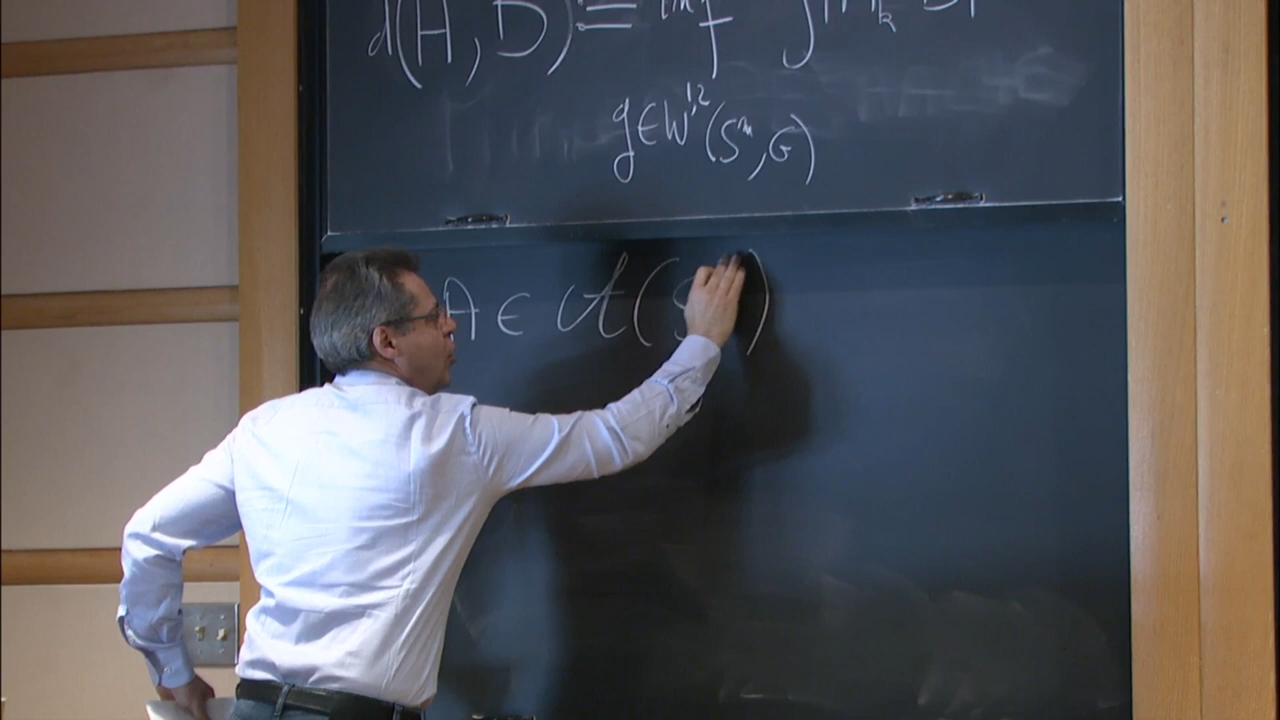 d(A, B) = inf ∫
g ∈ W^{1,2}(S^m, G)
A ∈ 𝒜(S )